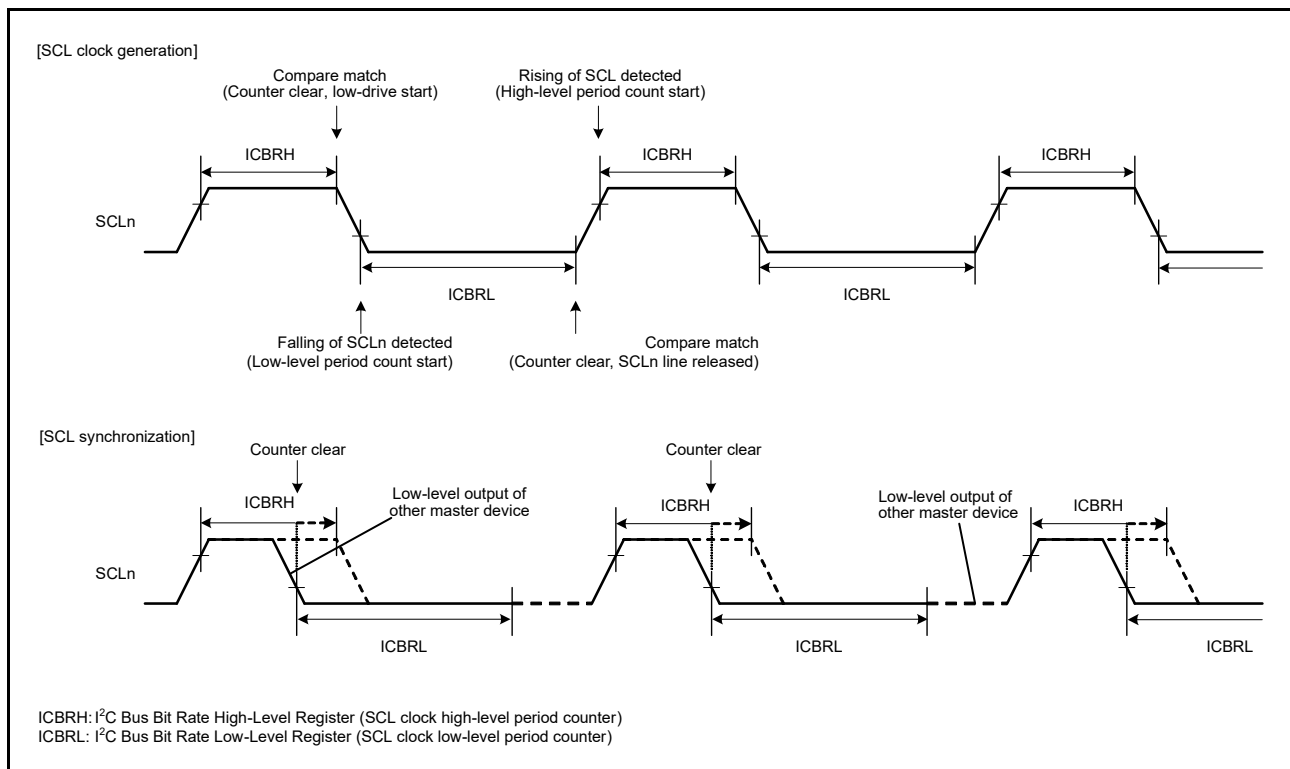 [SCL clock generation]
Compare match
(Counter clear, low-drive start)
Rising of SCL detected
(High-level period count start)
ICBRH
ICBRH
ICBRH
SCLn
ICBRL
ICBRL
Falling of SCLn detected
(Low-level period count start)
Compare match
(Counter clear, SCLn line released)
[SCL synchronization]
Counter clear
Counter clear
ICBRH
Low-level output of
other master device
ICBRH
Low-level output of
other master device
ICBRH
SCLn
ICBRL
ICBRL
ICBRL
ICBRH: I²C Bus Bit Rate High-Level Register (SCL clock high-level period counter)
ICBRL: I²C Bus Bit Rate Low-Level Register (SCL clock low-level period counter)